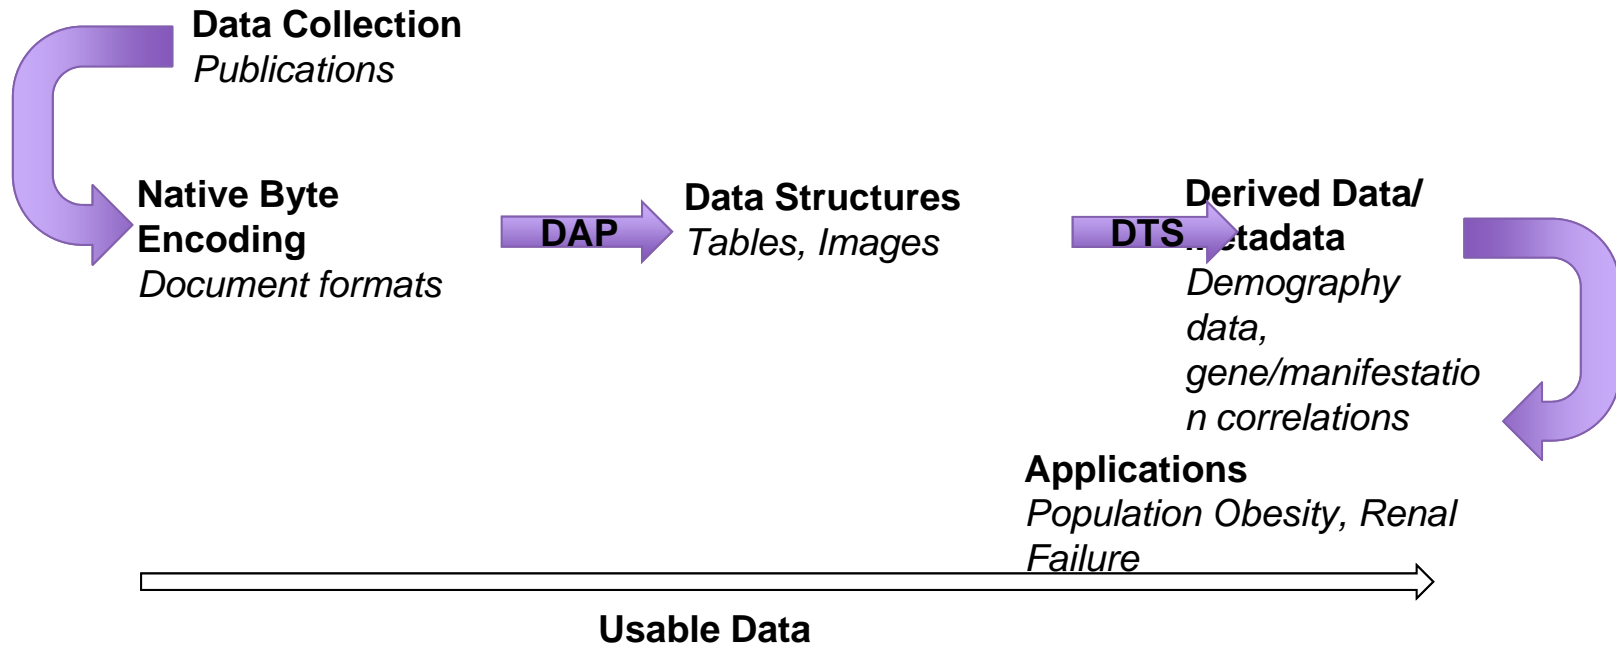 Data Collection
Publications
Native Byte
Encoding
Document formats
DAP
Data Structures
Tables, Images
DTS
Derived Data/
Metadata
Demography
data,
gene/manifestatio
n correlations
Applications
Population Obesity, Renal
Failure
Usable Data